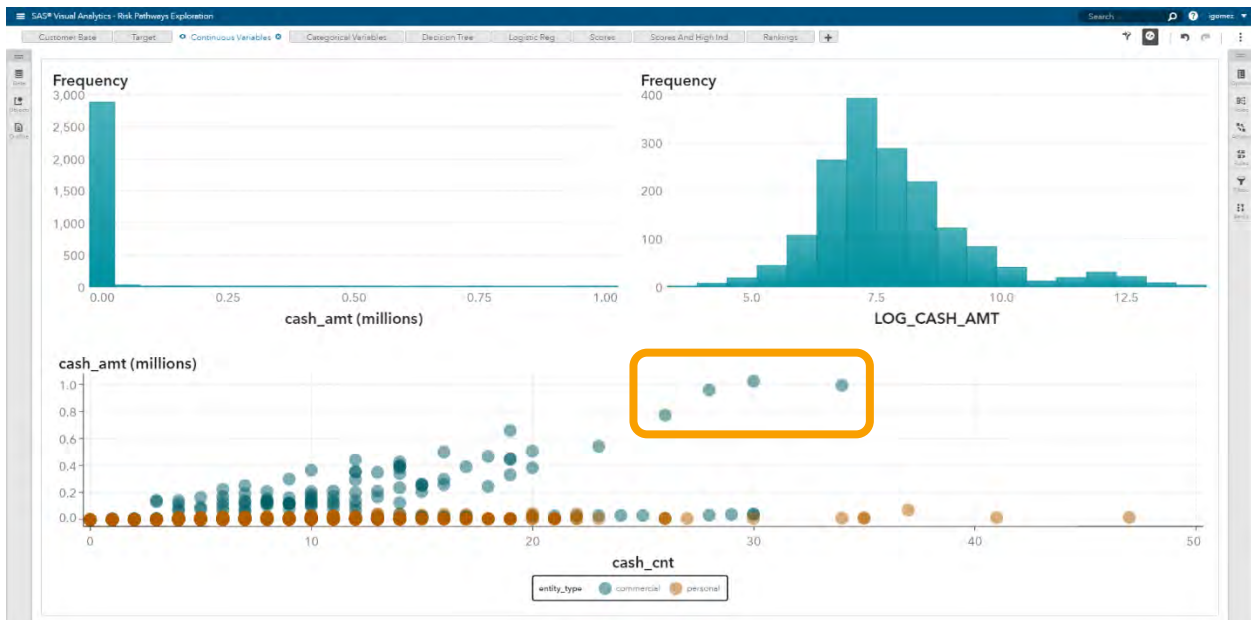 SAS® Visual Analytics - Risk Pathways Exploration
Search
igomez
Customer Base Target Continuous Variables Categorical Variables Decision Tree Logistic Reg Scores Scores And High Ind Rankings +
Frequency
3,000
2,500
2,000
1,500
1,000
500
0
0.00 0.25 0.50 0.75 1.00
cash_amt (millions)
Frequency
400
300
200
100
0
5.0 7.5 10.0 12.5
LOG_CASH_AMT
cash_amt (millions)
1.0
0.8
0.6
0.4
0.2
0.0
0 10 20 30 40 50
cash_cnt
entity_type commercial personal